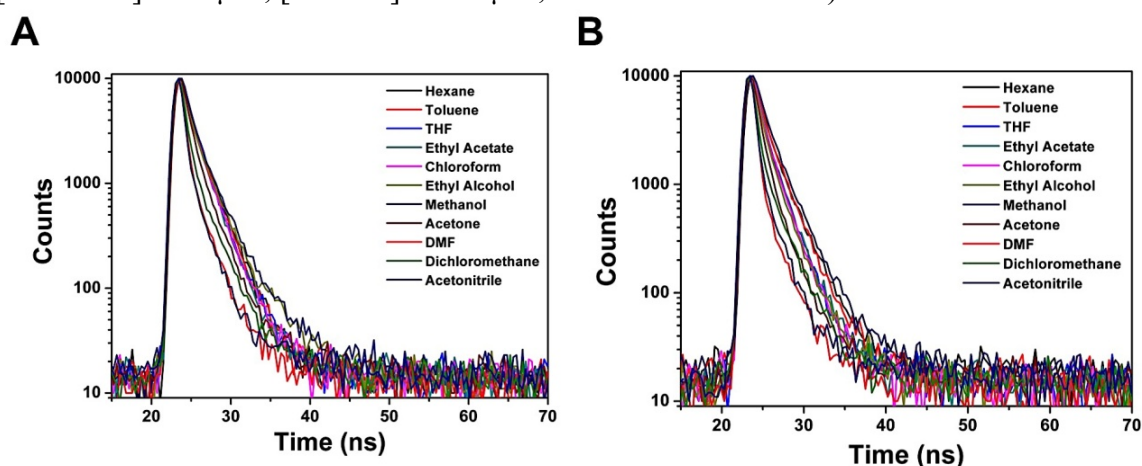 A
B
10000
1000
100
10
Counts
20
30
40
50
60
70
Time (ns)
Hexane
Toluene
THF
Ethyl Acetate
Chloroform
Ethyl Alcohol
Methanol
Acetone
DMF
Dichloromethane
Acetonitrile
10000
1000
100
10
Counts
20
30
40
50
60
70
Time (ns)
Hexane
Toluene
THF
Ethyl Acetate
Chloroform
Ethyl Alcohol
Methanol
Acetone
DMF
Dichloromethane
Acetonitrile